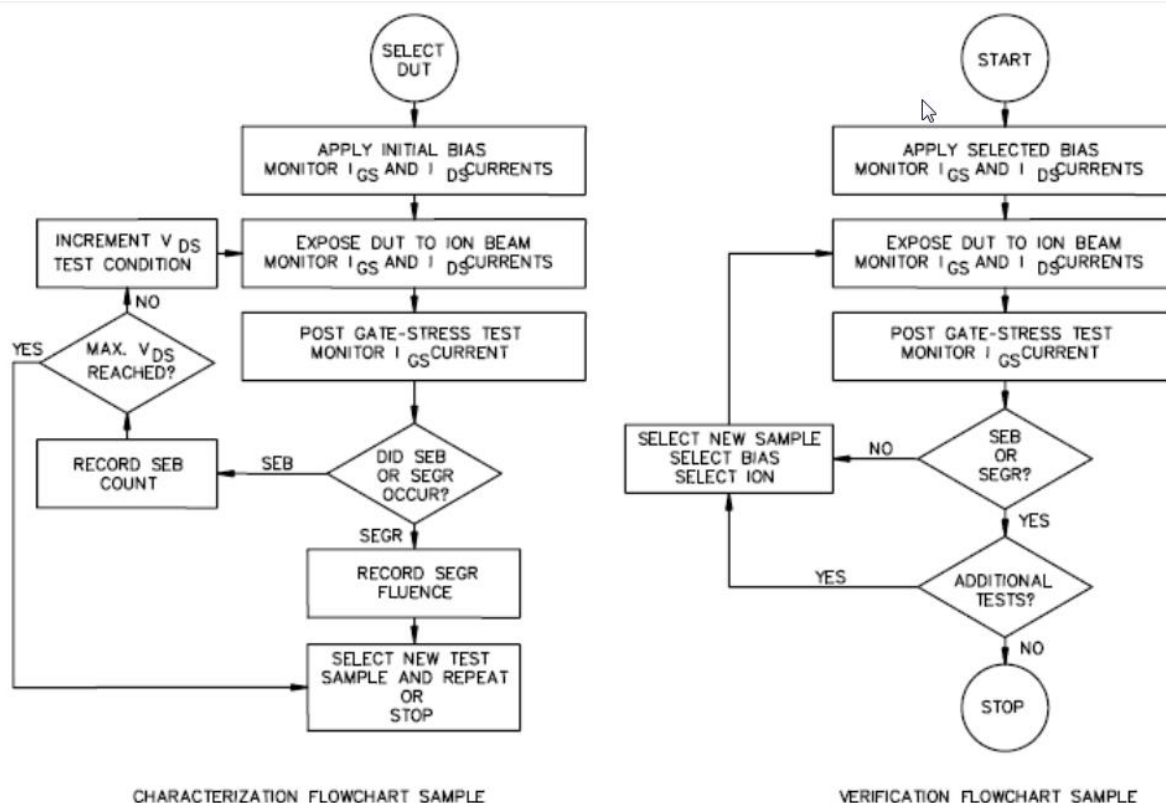 SELECT
DUT
APPLY INITIAL BIAS
MONITOR I GS AND I DS CURRENTS
INCREMENT V DS
TEST CONDITION
EXPOSE DUT TO ION BEAM
MONITOR I GS AND I DS CURRENTS
NO
POST GATE-STRESS TEST
MONITOR I GS CURRENT
YES
MAX. V DS
REACHED?
RECORD SEB
COUNT
SEB
DID SEB
OR SEGR
OCCUR?
SEGR
RECORD SEGR
FLUENCE
SELECT NEW TEST
SAMPLE AND REPEAT
OR
STOP
CHARACTERIZATION FLOWCHART SAMPLE
START
APPLY SELECTED BIAS
MONITOR I GS AND I DS CURRENTS
EXPOSE DUT TO ION BEAM
MONITOR I GS AND I DS CURRENTS
POST GATE-STRESS TEST
MONITOR I GS CURRENT
SELECT NEW SAMPLE
SELECT BIAS
SELECT ION
NO
SEB
OR
SEGR?
YES
YES
ADDITIONAL
TESTS?
NO
STOP
VERIFICATION FLOWCHART SAMPLE